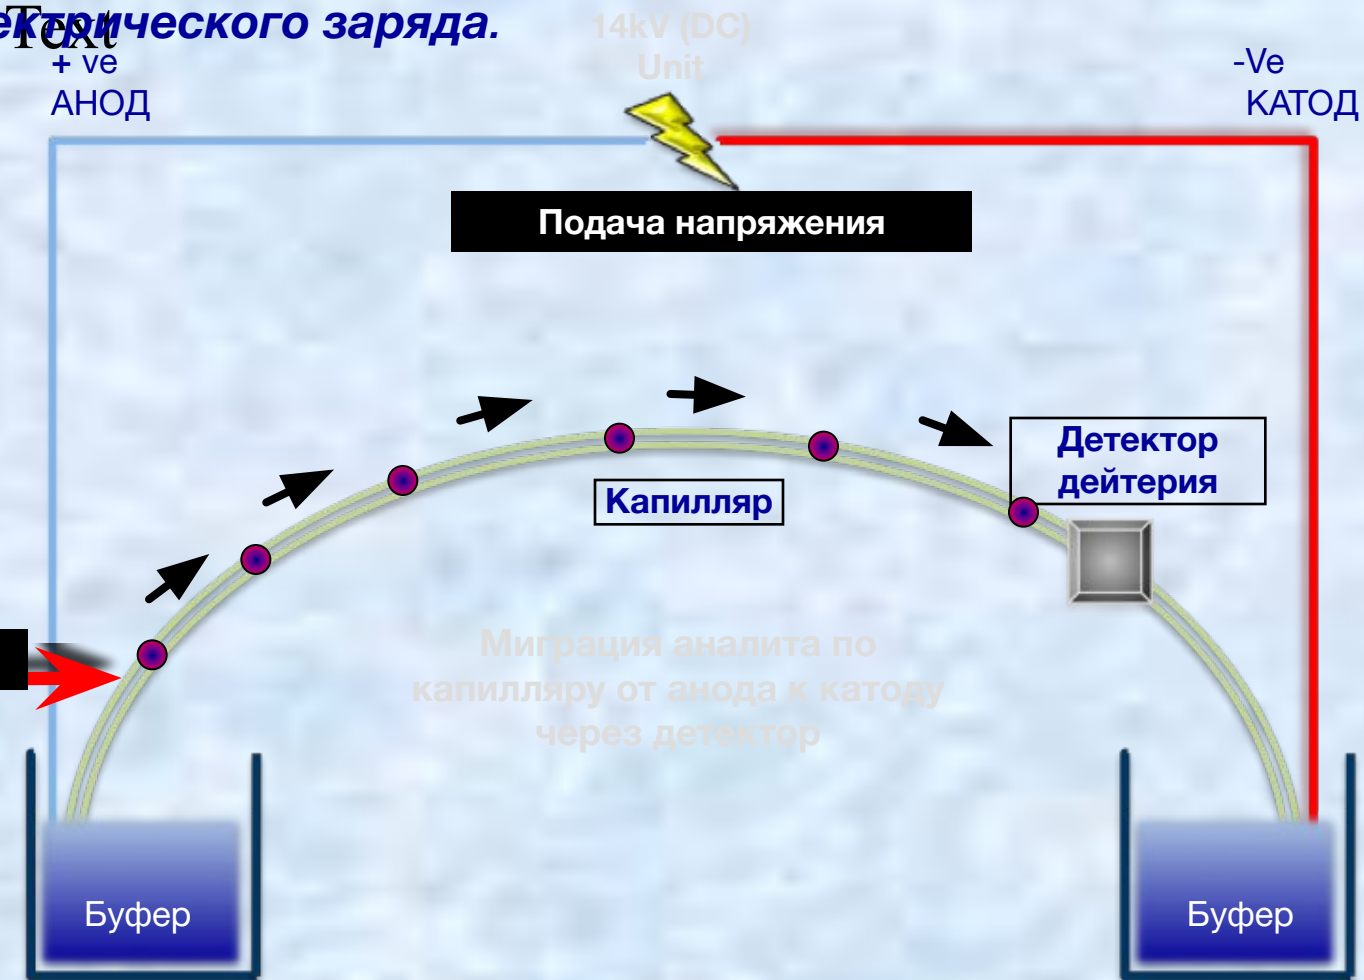 ектрического заряда.
Text
14kV (DC)
Unit
+ ve
АНОД
-Ve
КАТОД
Подача напряжения
Детектор
дейтерия
Капилляр
Миграция аналита по
капилляру от анода к катоду
через детектор
Буфер
Буфер